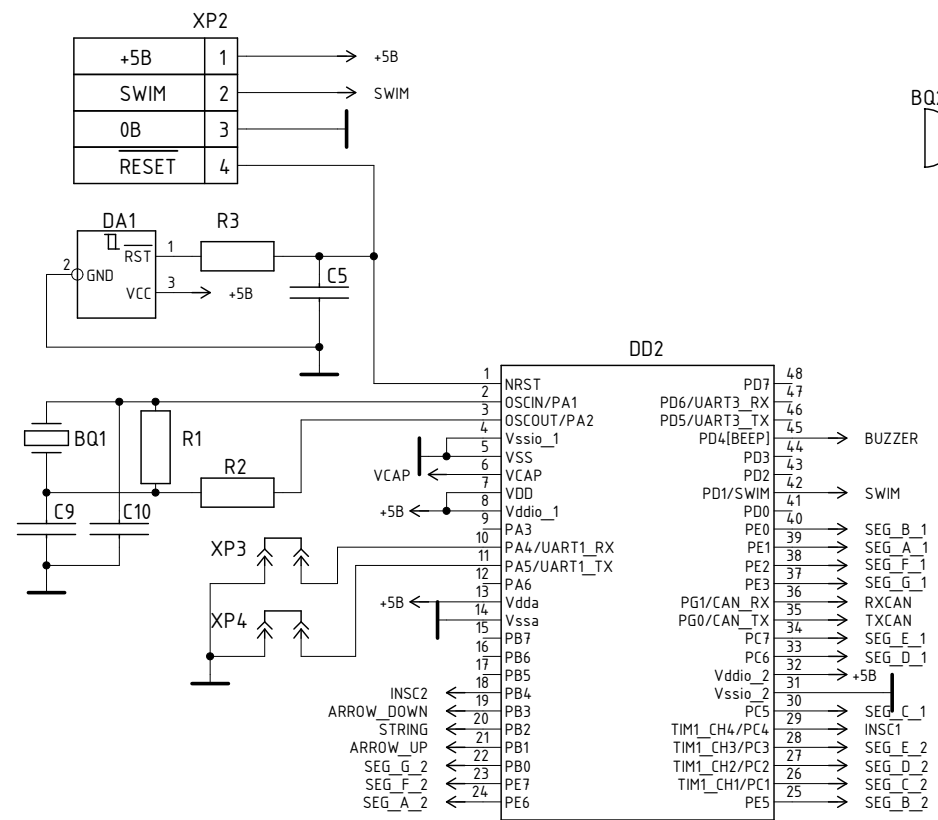 XP2
+5В 1 +5В
SWIM 2 SWIM
0В 3
RESET 4
DA1 R3
RST 1
2 GND
VCC 3 +5В
C5
DD2
1 NRST PD7 48
2 OSCIN/PA1 PD6/UART3_RX 47
3 OSCOUT/PA2 PD5/UART3_TX 46
4 Vssio_1 PD4[BEEP] 45 BUZZER
5 VSS PD3 44
VCAP 6 VCAP PD2 43
7 VDD PD1/SWIM 42 SWIM
+5В 8 Vddio_1 PD0 41
9 PA3 PE0 40 SEG_B_1
10 PA4/UART1_RX PE1 39 SEG_A_1
11 PA5/UART1_TX PE2 38 SEG_F_1
12 PA6 PE3 37 SEG_G_1
+5В 13 Vdda PG1/CAN_RX 36 RXCAN
14 Vssa PG0/CAN_TX 35 TXCAN
15 PB7 PC7 34 SEG_E_1
16 PB6 PC6 33 SEG_D_1
17 PB5 Vddio_2 32 +5В
INSC2 18 PB4 Vssio_2 31
ARROW_DOWN 19 PB3 PC5 30 SEG_C_1
STRING 20 PB2 TIM1_CH4/PC4 29 INSC1
ARROW_UP 21 PB1 TIM1_CH3/PC3 28 SEG_E_2
SEG_G_2 22 PB0 TIM1_CH2/PC2 27 SEG_D_2
SEG_F_2 23 PE7 TIM1_CH1/PC1 26 SEG_C_2
SEG_A_2 24 PE6 PE5 25 SEG_B_2
BQ1 R1
R2
C9 C10
XP3
XP4